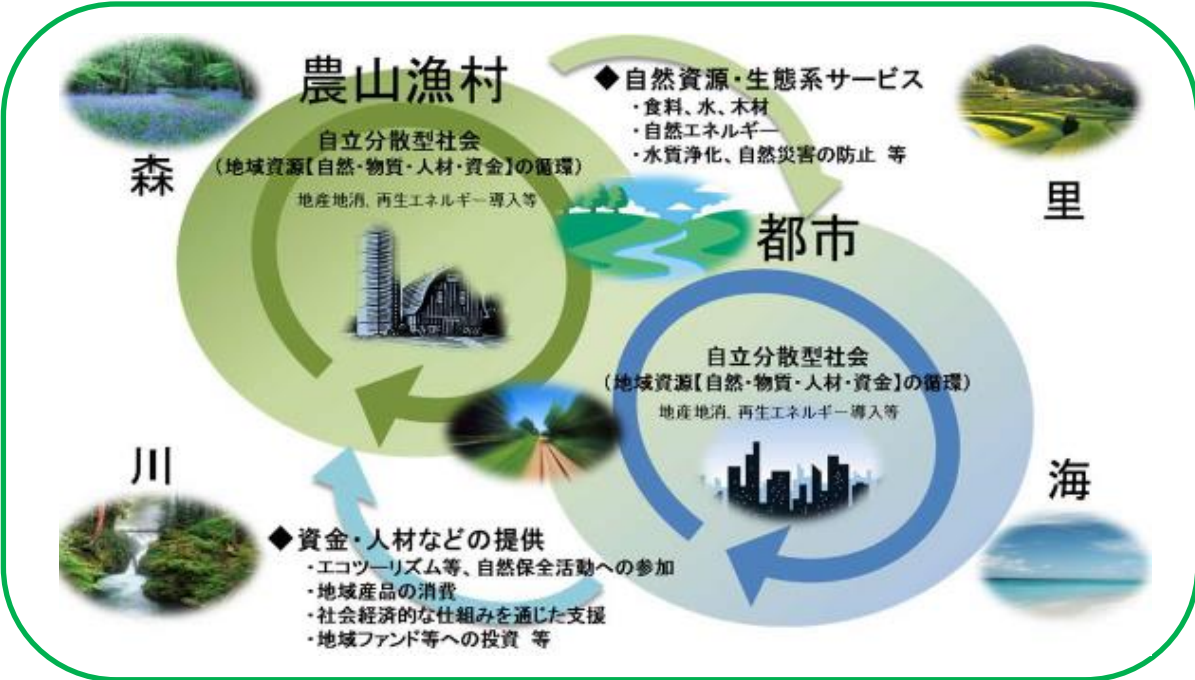 農山漁村
自立分散型社会
(地域資源【自然・物質・人材・資金】の循環)
地産地消、再生エネルギー導入等
◆自然資源・生態系サービス
・食料、水、木材
・自然エネルギー
・水質浄化、自然災害の防止 等
森
里
都市
自立分散型社会
(地域資源【自然・物質・人材・資金】の循環)
地産地消、再生エネルギー導入等
川
海
◆資金・人材などの提供
・エコツーリズム等、自然保全活動への参加
・地域産品の消費
・社会経済的な仕組みを通じた支援
・地域ファンド等への投資 等